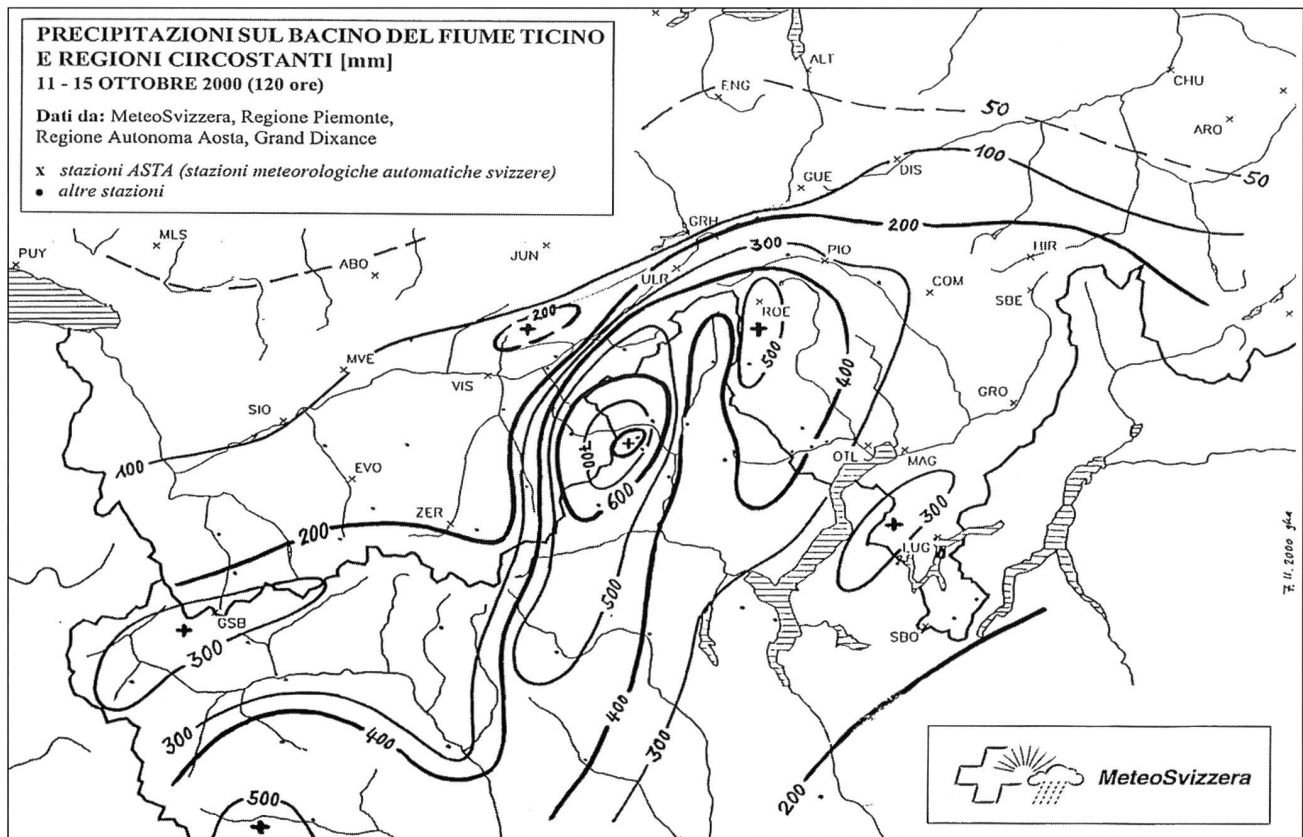 PRECIPITAZIONI SUL BACINO DEL FIUME TICINO
E REGIONI CIRCOSTANTI [mm]
11 - 15 OTTOBRE 2000 (120 ore)
Dati da: MeteoSvizzera, Regione Piemonte,
Regione Autonoma Aosta, Grand Dixance
x stazioni ASTA (stazioni meteorologiche automatiche svizzere)
• altre stazioni
ALT
CHU
ENG
50
ARO
100
DIS
50
GUE
MLS
GRH
200
PUY
JUN
300
PIO
HIR
ABO
ULR
COM
SBE
200
ROE
500
MVE
400
VIS
GRO
SIO
700
OTL
MAG
100
EVO
600
300
ZER
200
LUG
500
GSB
300
SBO
400
300
300
400
200
500
MeteoSvizzera
7. 11. 2000